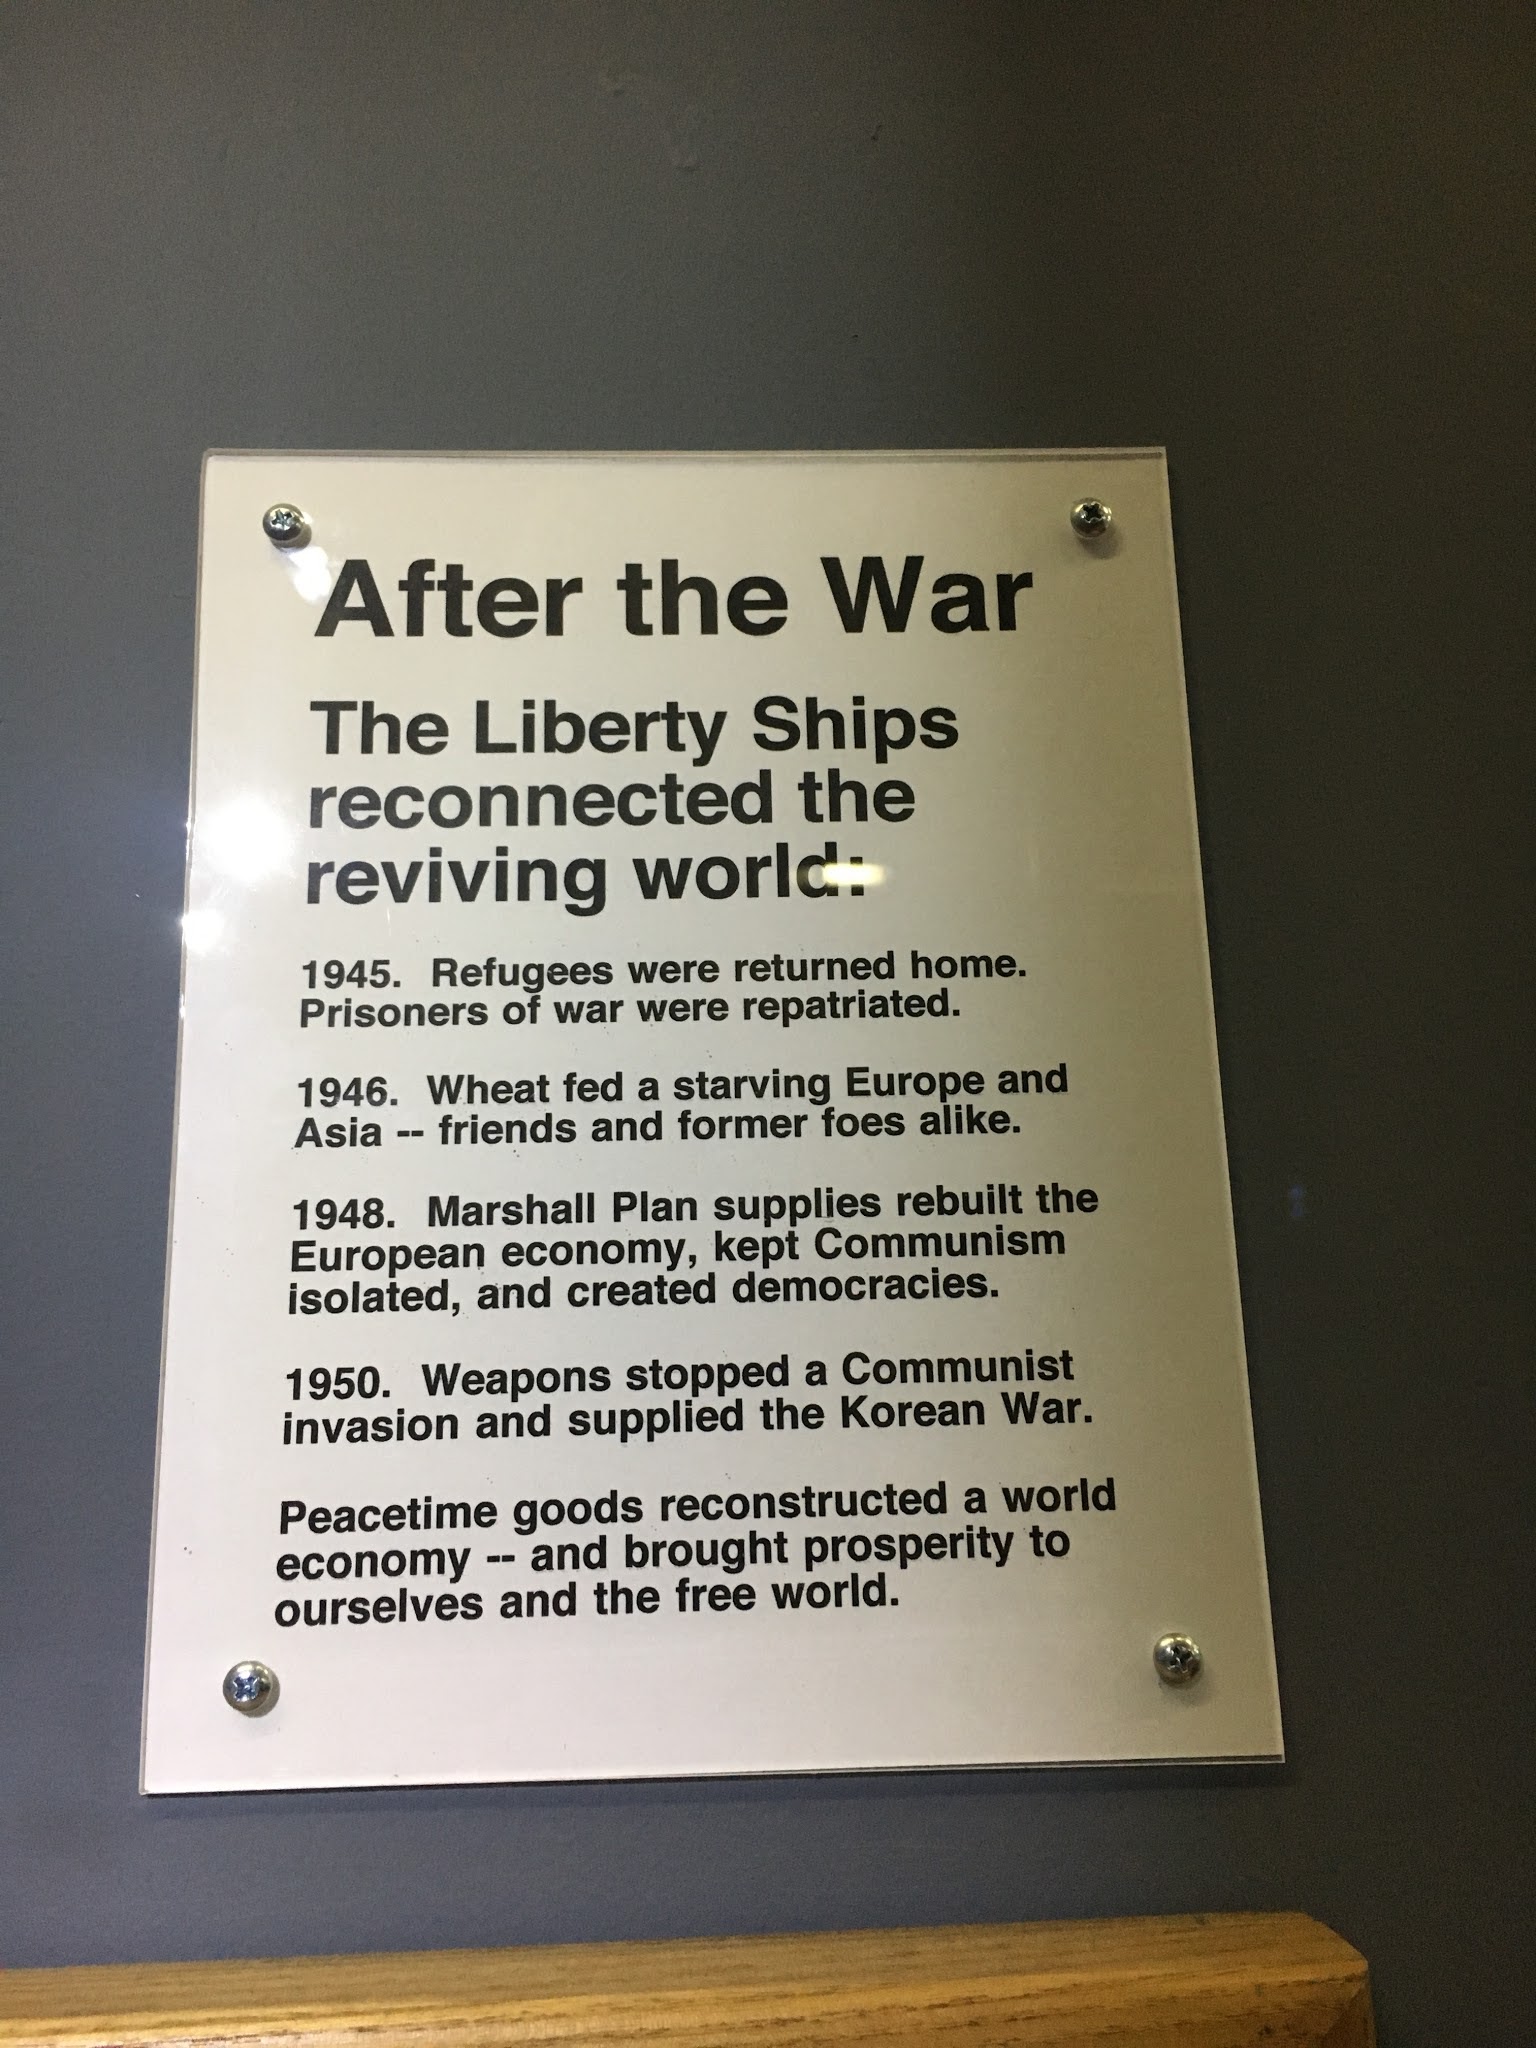 After the War
The Liberty Ships
reconnected the
reviving world:
1945. Refugees were returned home.
Prisoners of war were repatriated.
1946. Wheat fed a starving Europe and
Asia -- friends and former foes alike.
1948. Marshall Plan supplies rebuilt the
European economy, kept Communism
isolated, and created democracies.
1950. Weapons stopped a Communist
invasion and supplied the Korean War.
Peacetime goods reconstructed a world
economy -- and brought prosperity to
ourselves and the free world.